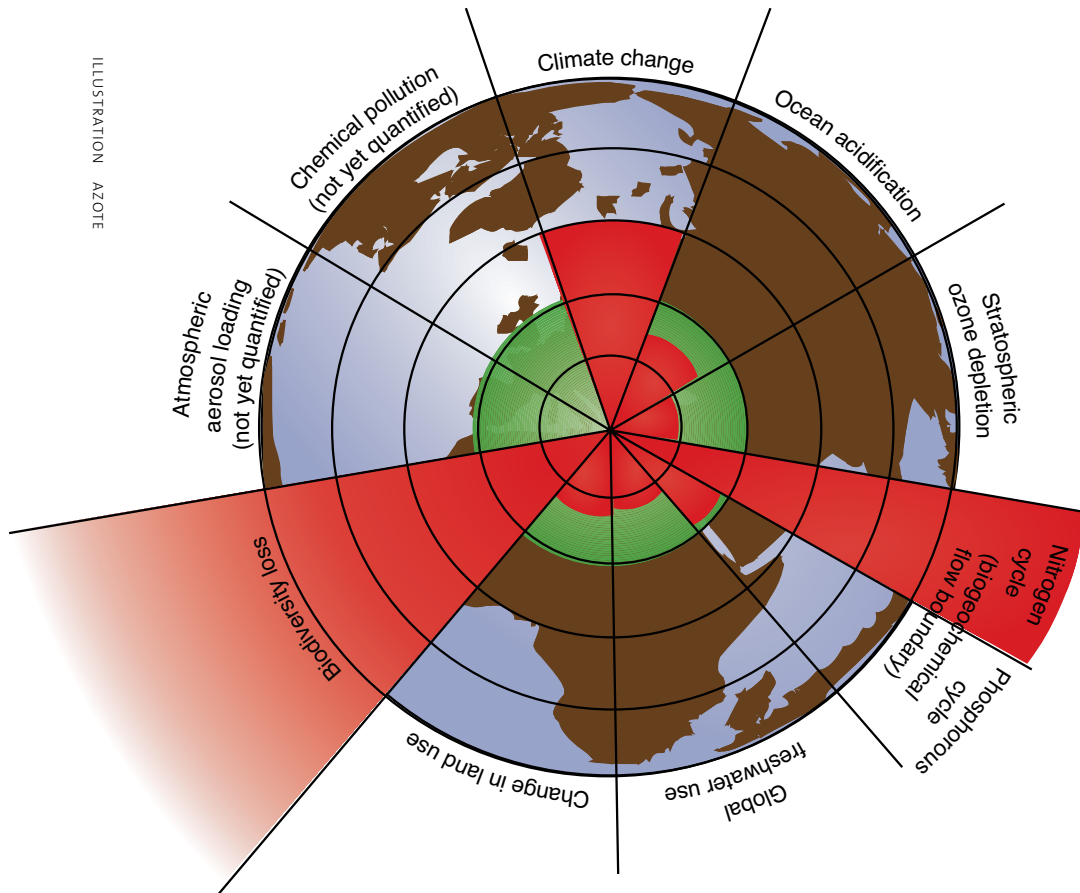 ILLUSTRATION AZOTE
Climate change
Ocean acidification
Stratospheric
ozone depletion
Nitrogen
cycle
(biogeochemical
flow boundary)
Phosphorous
cycle
Global
freshwater use
Change in land use
Biodiversity loss
Atmospheric
aerosol loading
(not yet quantified)
Chemical pollution
(not yet quantified)